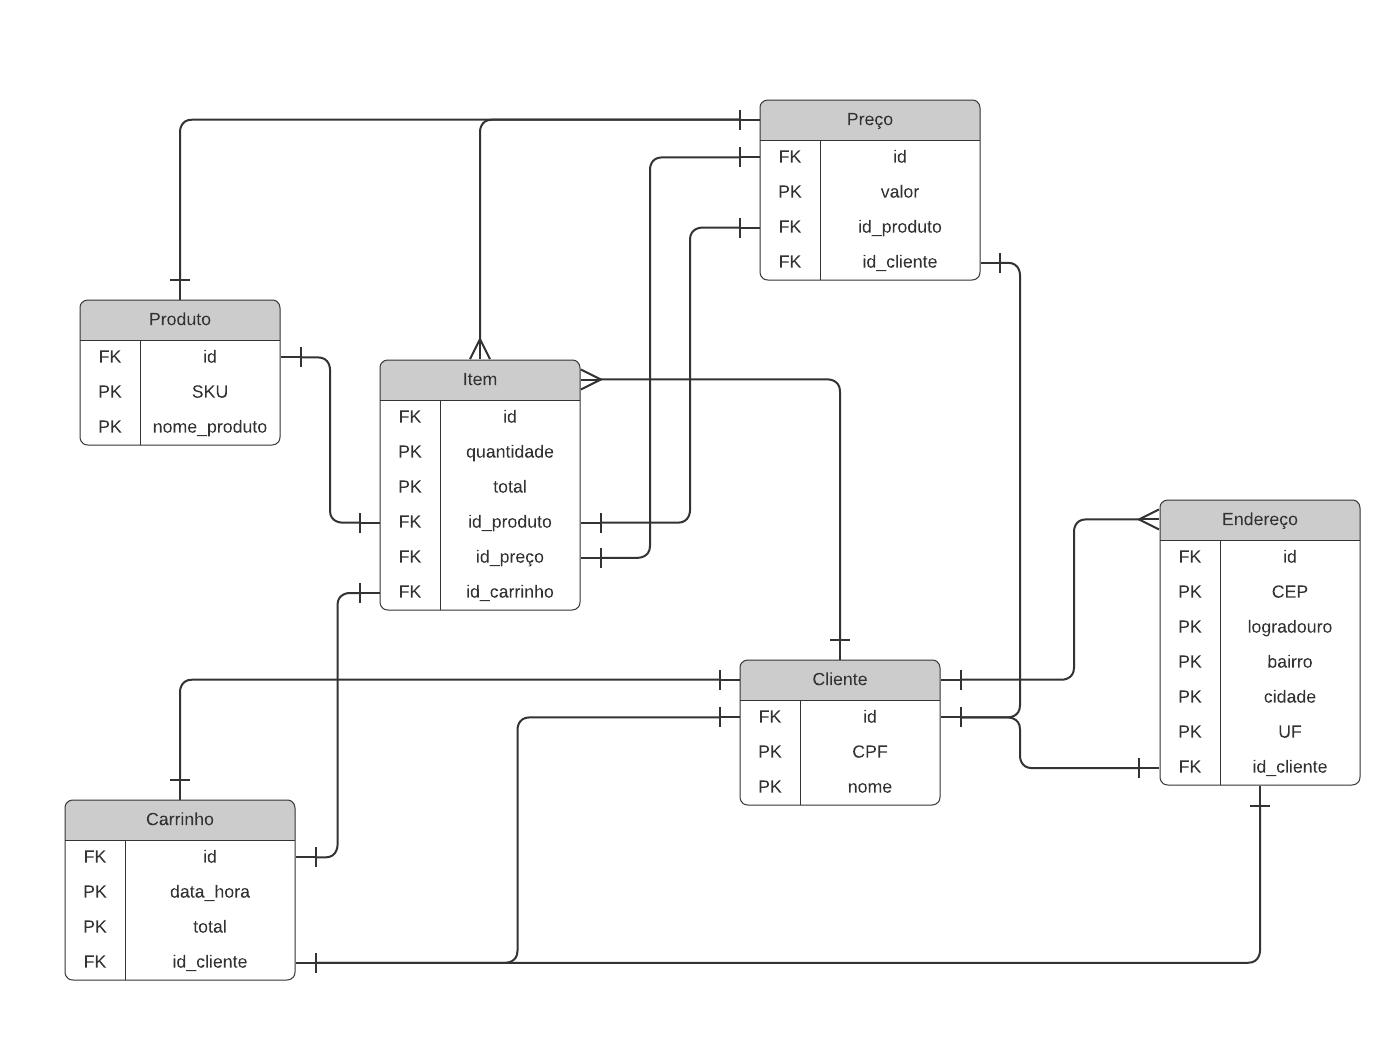 Preço
FK id
PK valor
FK id_produto
FK id_cliente
Produto
FK id
PK SKU
PK nome_produto
Item
FK id
PK quantidade
PK total
FK id_produto
FK id_preço
FK id_carrinho
Endereço
FK id
PK CEP
PK logradouro
PK bairro
PK cidade
PK UF
FK id_cliente
Cliente
FK id
PK CPF
PK nome
Carrinho
FK id
PK data_hora
PK total
FK id_cliente